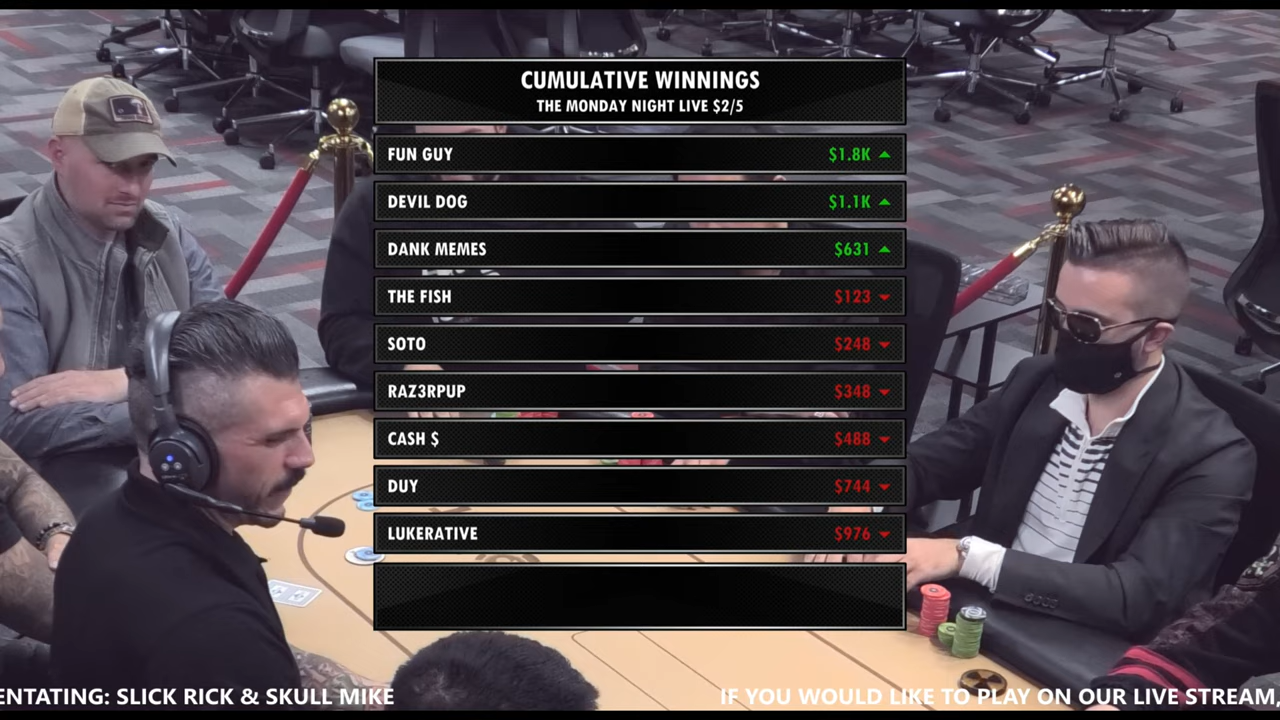 CUMULATIVE WINNINGS
THE MONDAY NIGHT LIVE $2/5
FUN GUY $1.8K
DEVIL DOG $1.1K
DANK MEMES $631
THE FISH $123
SOTO $248
RAZ3RPUP $348
CASH $ $488
DUY $744
LUKERATIVE $976
ENTATING: SLICK RICK & SKULL MIKE IF YOU WOULD LIKE TO PLAY ON OUR LIVE STREAM,